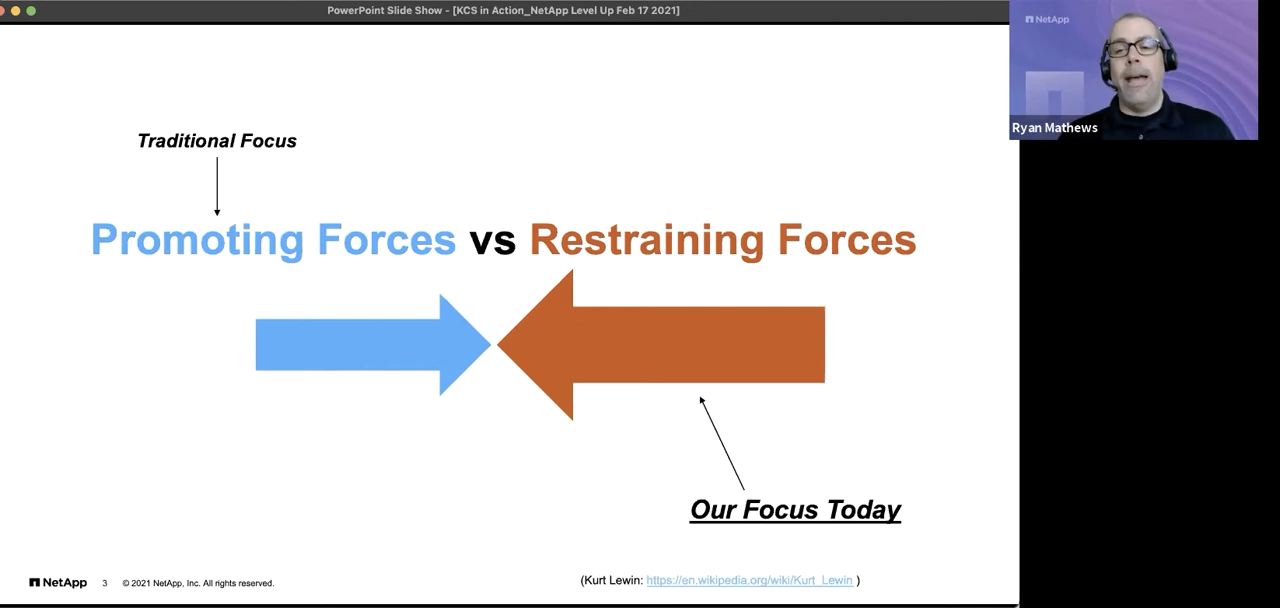 PowerPoint Slide Show - [KCS in Action_NetApp Level Up Feb 17 2021]
NetApp
Ryan Mathews
Traditional Focus
Promoting Forces vs Restraining Forces
Our Focus Today
NetApp 3 © 2021 NetApp, Inc. All rights reserved.
(Kurt Lewin: https://en.wikipedia.org/wiki/Kurt_Lewin )